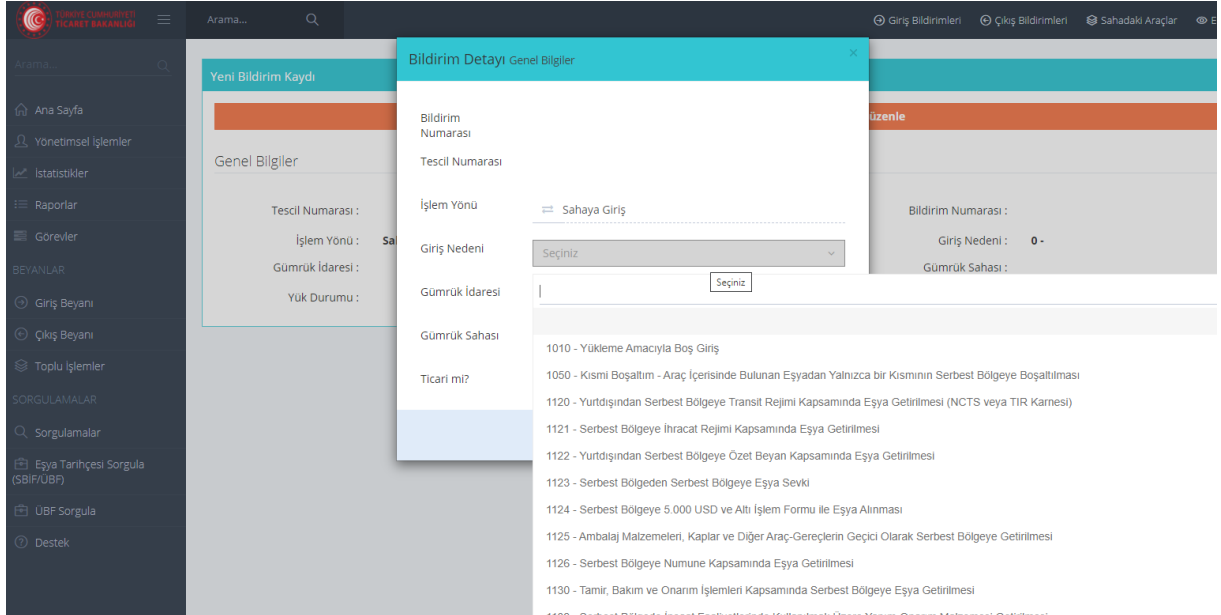 TÜRKİYE CUMHURİYETİ
TİCARET BAKANLIĞI
Arama...
Giriş Bildirimleri
Çıkış Bildirimleri
Sahadaki Araçlar
Arama...
Ana Sayfa
Yönetimsel İşlemler
İstatistikler
Raporlar
Görevler
BEYANLAR
Giriş Beyanı
Çıkış Beyanı
Toplu İşlemler
SORGULAMALAR
Sorgulamalar
Eşya Tarihçesi Sorgula
(SBİF/ÜBF)
ÜBF Sorgula
Destek
Yeni Bildirim Kaydı
Genel Bilgiler
Tescil Numarası :
İşlem Yönü :
Gümrük İdaresi :
Yük Durumu :
Bildirim Numarası :
Giriş Nedeni : 0 -
Gümrük Sahası :
Bildirim Detayı Genel Bilgiler
×
Bildirim
Numarası
Tescil Numarası
İşlem Yönü
Sahaya Giriş
Giriş Nedeni
Seçiniz
Seçiniz
Gümrük İdaresi
Gümrük Sahası
Ticari mi?
1010 - Yükleme Amacıyla Boş Giriş
1050 - Kısmi Boşaltım - Araç İçerisinde Bulunan Eşyadan Yalnızca bir Kısmının Serbest Bölgeye Boşaltılması
1120 - Yurtdışından Serbest Bölgeye Transit Rejimi Kapsamında Eşya Getirilmesi (NCTS veya TIR Karnesi)
1121 - Serbest Bölgeye İhracat Rejimi Kapsamında Eşya Getirilmesi
1122 - Yurtdışından Serbest Bölgeye Özet Beyan Kapsamında Eşya Getirilmesi
1123 - Serbest Bölgeden Serbest Bölgeye Eşya Sevki
1124 - Serbest Bölgeye 5.000 USD ve Altı İşlem Formu ile Eşya Alınması
1125 - Ambalaj Malzemeleri, Kaplar ve Diğer Araç-Gereçlerin Geçici Olarak Serbest Bölgeye Getirilmesi
1126 - Serbest Bölgeye Numune Kapsamında Eşya Getirilmesi
1130 - Tamir, Bakım ve Onarım İşlemleri Kapsamında Serbest Bölgeye Eşya Getirilmesi